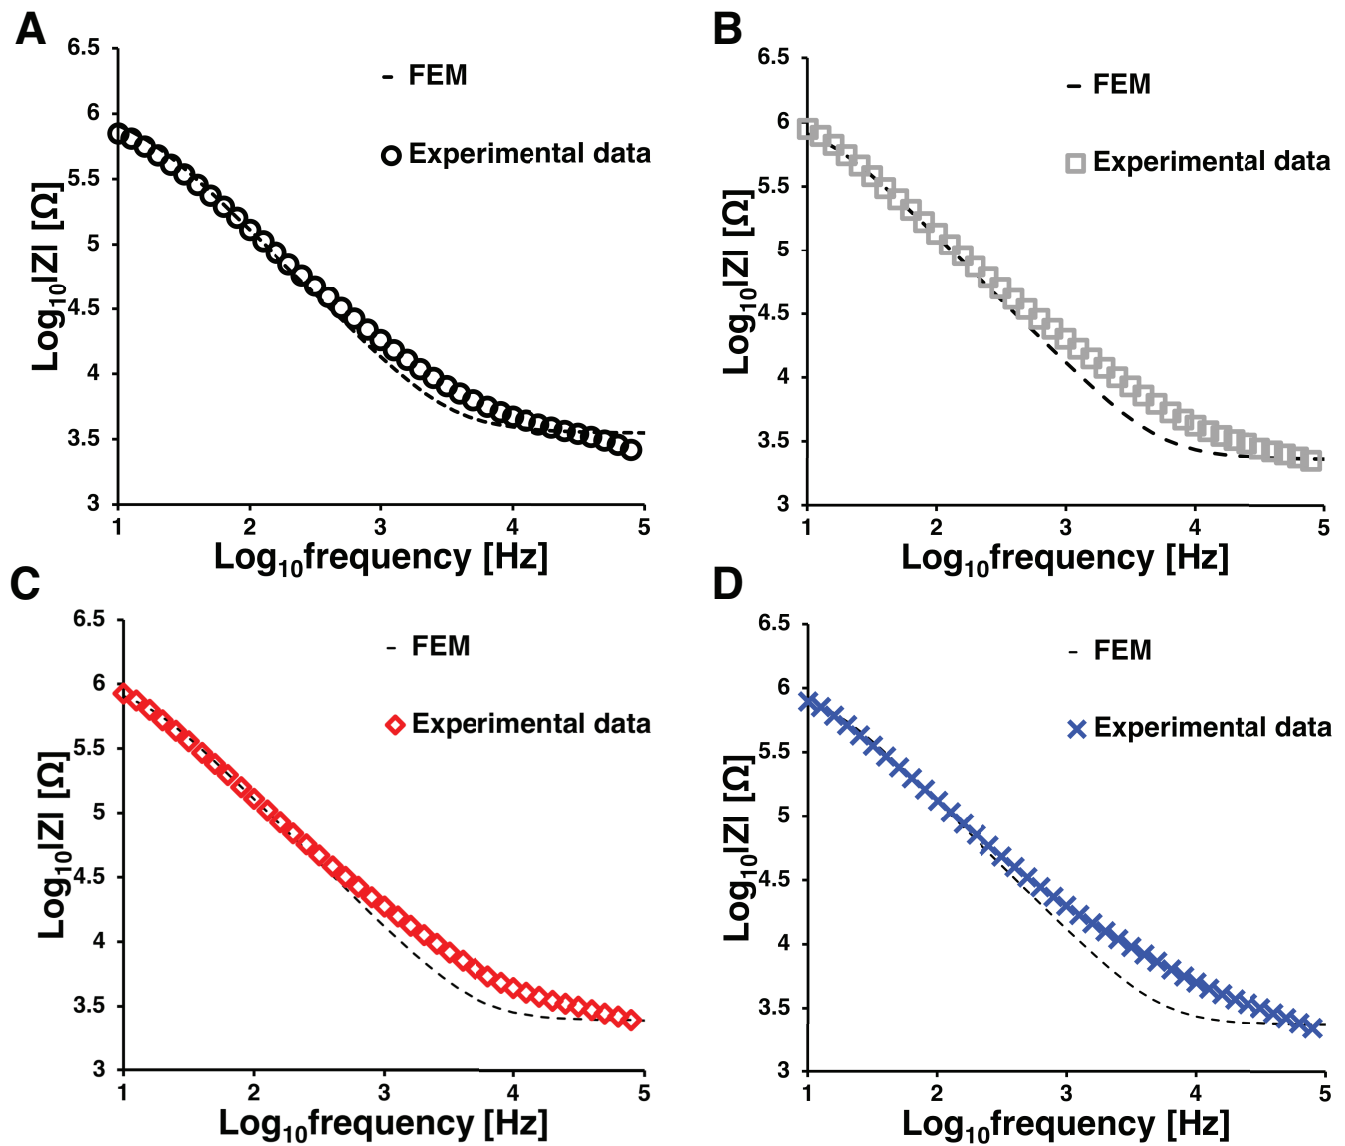 A
6.5
6
5.5
5
4.5
4
3.5
3
1 2 3 4 5
Log10|Z| [Ω]
Log10frequency [Hz]
FEM
Experimental data
B
6.5
6
5.5
5
4.5
4
3.5
3
1 2 3 4 5
Log10|Z| [Ω]
Log10frequency [Hz]
FEM
Experimental data
C
6.5
6
5.5
5
4.5
4
3.5
3
1 2 3 4 5
Log10|Z| [Ω]
Log10frequency [Hz]
FEM
Experimental data
D
6.5
6
5.5
5
4.5
4
3.5
3
1 2 3 4 5
Log10|Z| [Ω]
Log10frequency [Hz]
FEM
Experimental data